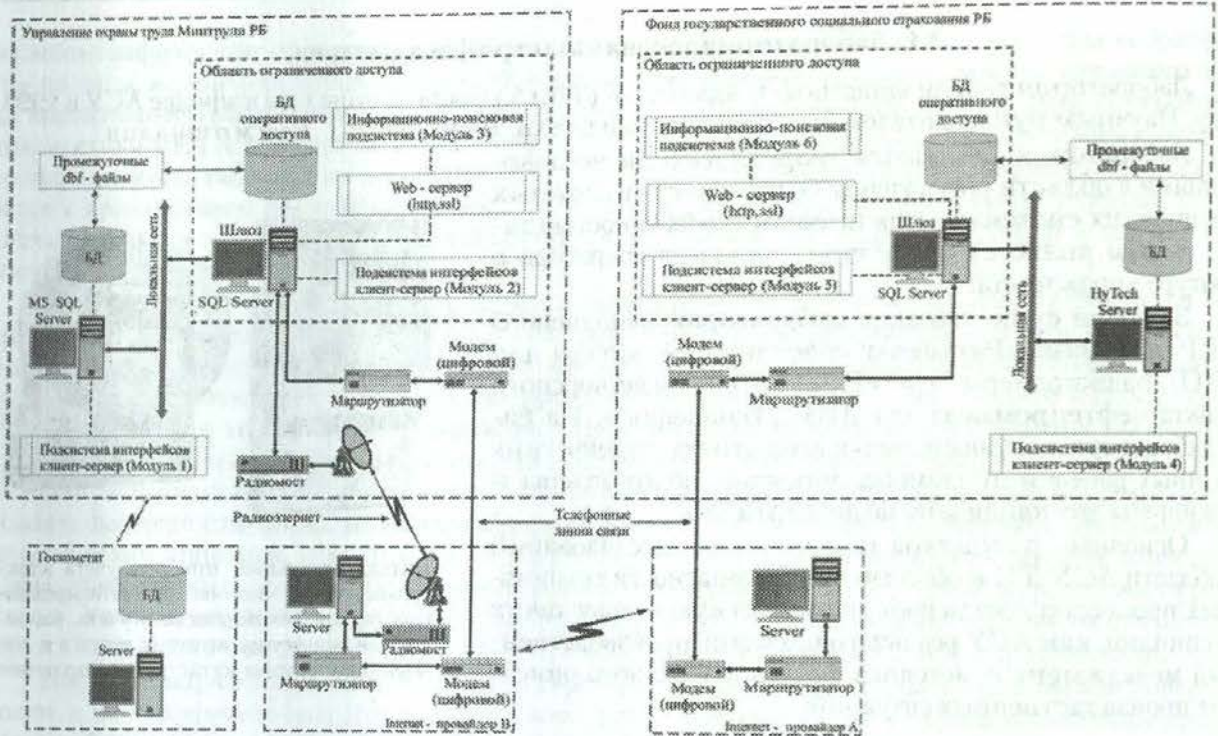 Управление охраны труда Минтруда РБ
Область ограниченного доступа
БД
оперативного
доступа
Информационно-поисковая
подсистема (Модуль 3)
Промежуточные
dbf - файлы
Web - сервер
(http,ssl)
Локальная сеть
БД
Шлюз
MS SQL
Server
SQL Server
Подсистема интерфейсов
клиент-сервер (Модуль 2)
Модем
(цифровой)
Маршрутизатор
Подсистема интерфейсов
клиент-сервер (Модуль 1)
Радиомост
Фонд государственного социального страхования РБ
Область ограниченного доступа
БД
оперативного
доступа
Информационно-поисковая
подсистема (Модуль 6)
Промежуточные
dbf - файлы
Web - сервер
(http,ssl)
Шлюз
БД
Подсистема интерфейсов
клиент-сервер (Модуль 5)
SQL Server
Локальная сеть
HyTech
Server
Модем
(цифровой)
Маршрутизатор
Подсистема интерфейсов
клиент-сервер (Модуль 4)
Радиоэзернет
Телефонные
линии связи
Госкомстат
БД
Server
Server
Радиомост
Маршрутизатор
Модем
(цифровой)
Internet - провайдер B
Server
Модем
(цифровой)
Маршрутизатор
Internet - провайдер A